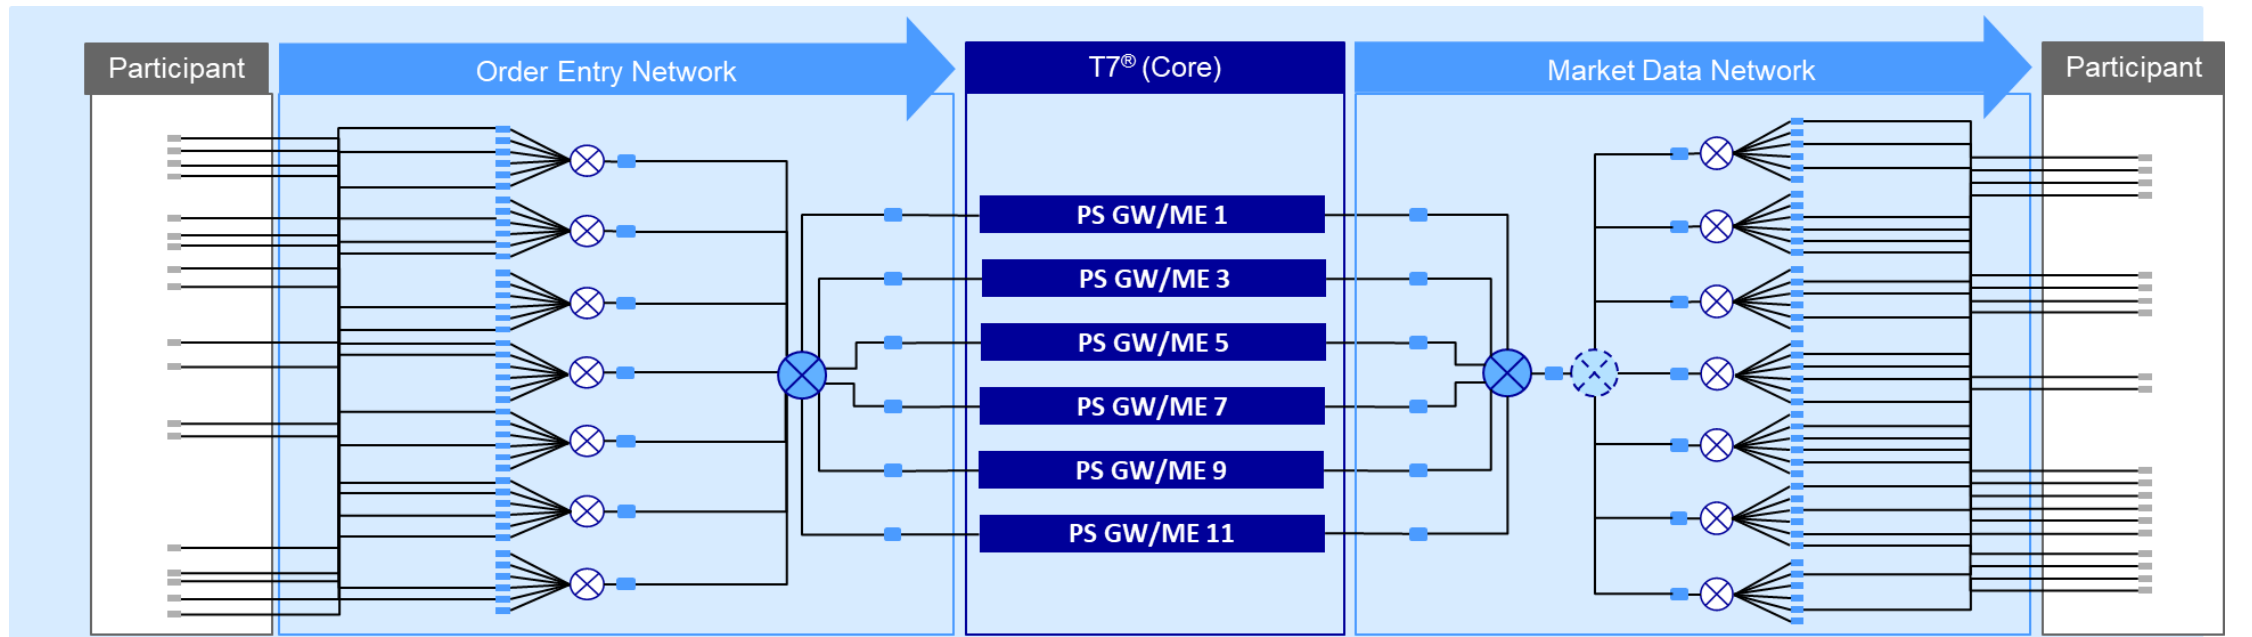 Participant
Order Entry Network
T7® (Core)
Market Data Network
Participant
PS GW/ME 1
PS GW/ME 3
PS GW/ME 5
PS GW/ME 7
PS GW/ME 9
PS GW/ME 11